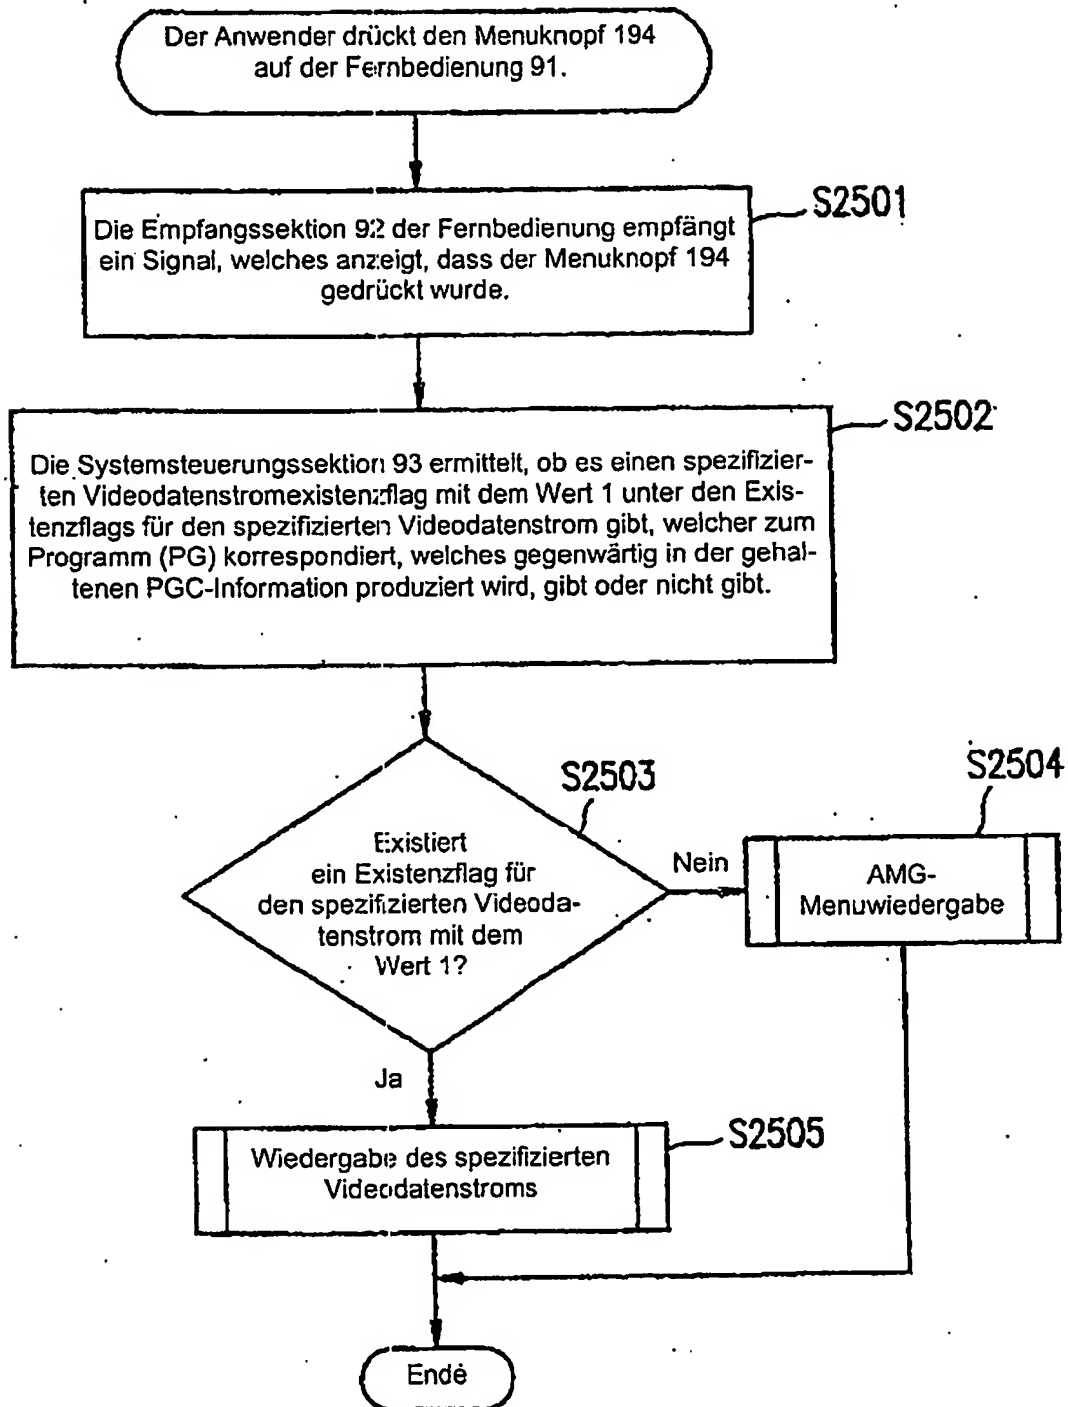 Der Anwender drückt den Menuknopf 194
auf der Fernbedienung 91.
S2501
Die Empfangssektion 92 der Fernbedienung empfängt
ein Signal, welches anzeigt, dass der Menuknopf 194
gedrückt wurde.
S2502
Die Systemsteuerungssektion 93 ermittelt, ob es einen spezifizier-
ten Videodatenstromexistenzflag mit dem Wert 1 unter den Exis-
tenzflags für den spezifizierten Videodatenstrom gibt, welcher zum
Programm (PG) korrespondiert, welches gegenwärtig in der gehal-
tenen PGC-Information produziert wird, gibt oder nicht gibt.
S2503
Existiert
ein Existenzflag für
den spezifizierten Videoda-
tenstrom mit dem
Wert 1?
Nein
S2504
AMG-
Menuwiedergabe
Ja
S2505
Wiedergabe des spezifizierten
Videodatenstroms
Ende